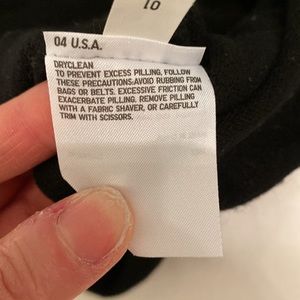 10
04 U.S.A.
DRYCLEAN
TO PREVENT EXCESS PILLING, FOLLOW
THESE PRECAUTIONS:AVOID RUBBING FROM
BAGS OR BELTS. EXCESSIVE FRICTION CAN
EXACERBATE PILLING. REMOVE PILLING
WITH A FABRIC SHAVER, OR CAREFULLY
TRIM WITH SCISSORS.